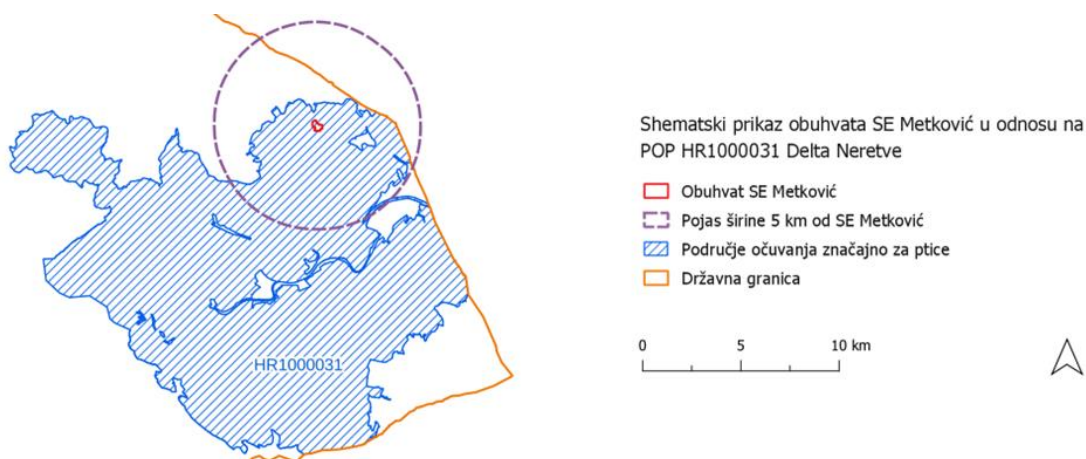 Shematski prikaz obuhvata SE Metković u odnosu na
POP HR1000031 Delta Neretve
Obuhvat SE Metković
Pojas širine 5 km od SE Metković
Područje očuvanja značajno za ptice
Državna granica
0 5 10 km
HR1000031